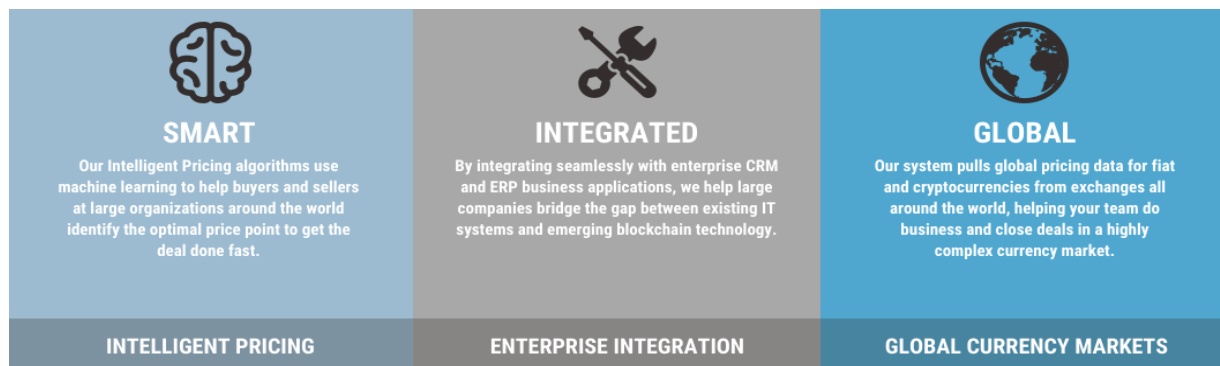 SMART
Our Intelligent Pricing algorithms use
machine learning to help buyers and sellers
at large organizations around the world
identify the optimal price point to get the
deal done fast.
INTELLIGENT PRICING
INTEGRATED
By integrating seamlessly with enterprise CRM
and ERP business applications, we help large
companies bridge the gap between existing IT
systems and emerging blockchain technology.
ENTERPRISE INTEGRATION
GLOBAL
Our system pulls global pricing data for fiat
and cryptocurrencies from exchanges all
around the world, helping your team do
business and close deals in a highly
complex currency market.
GLOBAL CURRENCY MARKETS